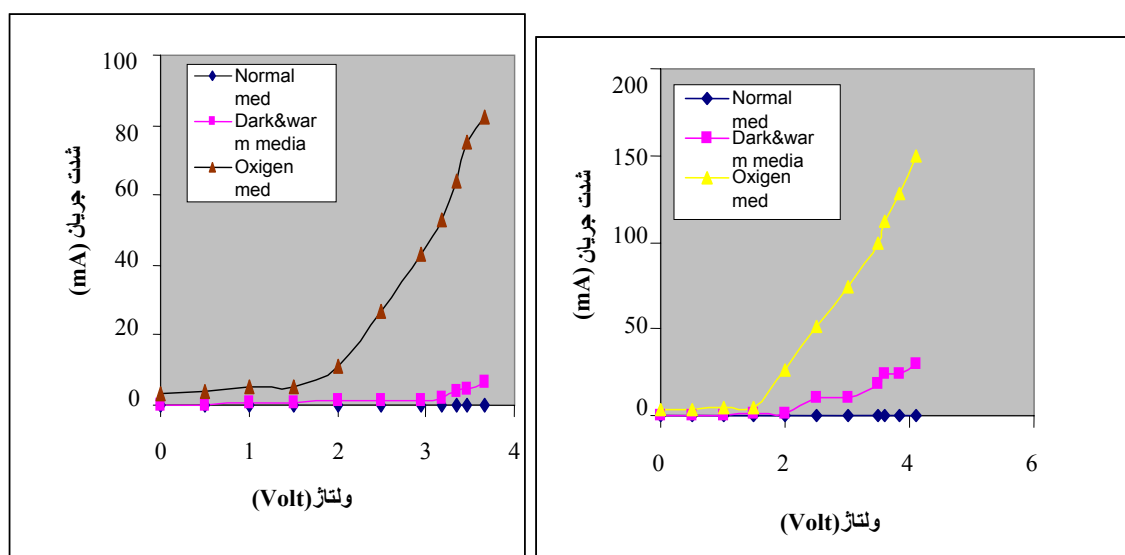 100
80
60
40
20
0
شدت جریان (mA)
Normal
med
Dark&war
m media
Oxigen
med
0 1 2 3 4
ولتاژ(Volt)
200
150
100
50
0
شدت جریان (mA)
Normal
med
Dark&war
m media
Oxigen
med
0 2 4 6
ولتاژ(Volt)